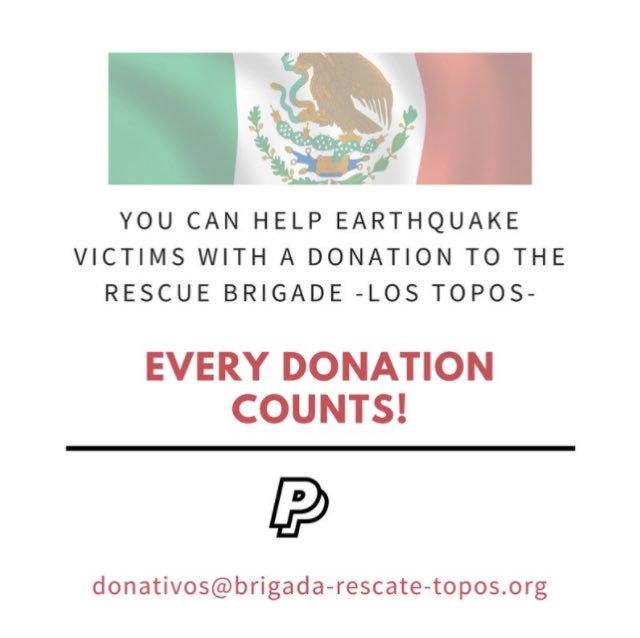 YOU CAN HELP EARTHQUAKE
VICTIMS WITH A DONATION TO THE
RESCUE BRIGADE -LOS TOPOS-
EVERY DONATION
COUNTS!
donativos@brigada-rescate-topos.org